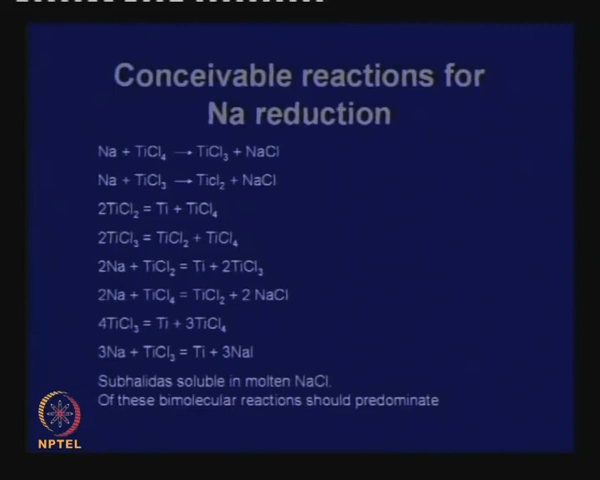 Conceivable reactions for
Na reduction
Na + TiCl₄ → TiCl₃ + NaCl
Na + TiCl₃ → Ticl₂ + NaCl
2TiCl₂ = Ti + TiCl₄
2TiCl₃ = TiCl₂ + TiCl₄
2Na + TiCl₂ = Ti + 2TiCl₃
2Na + TiCl₄ = TiCl₂ + 2 NaCl
4TiCl₃ = Ti + 3TiCl₄
3Na + TiCl₃ = Ti + 3NaI
Subhalidas soluble in molten NaCl.
Of these bimolecular reactions should predominate
NPTEL